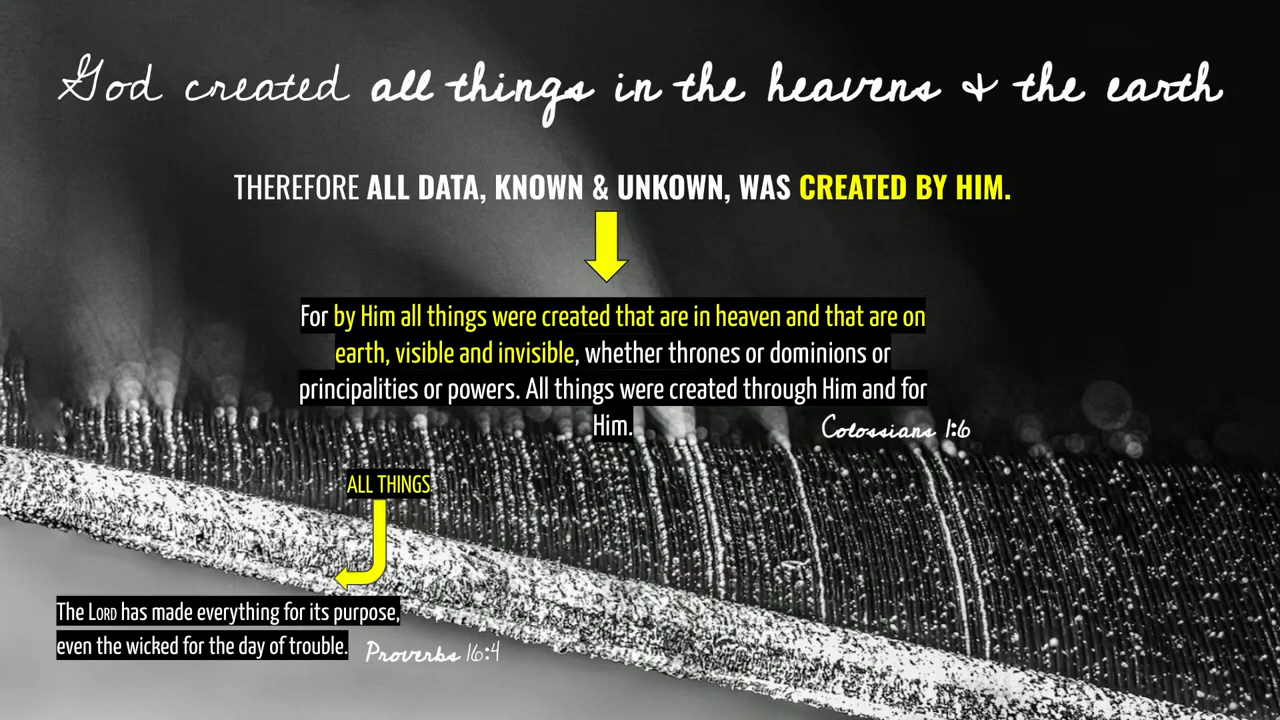 God created all things in the heavens & the earth
THEREFORE ALL DATA, KNOWN & UNKOWN, WAS CREATED BY HIM.
For by Him all things were created that are in heaven and that are on
earth, visible and invisible, whether thrones or dominions or
principalities or powers. All things were created through Him and for
Him.
Colossians 1:6
ALL THINGS
The LORD has made everything for its purpose,
even the wicked for the day of trouble.
Proverbs 16:4